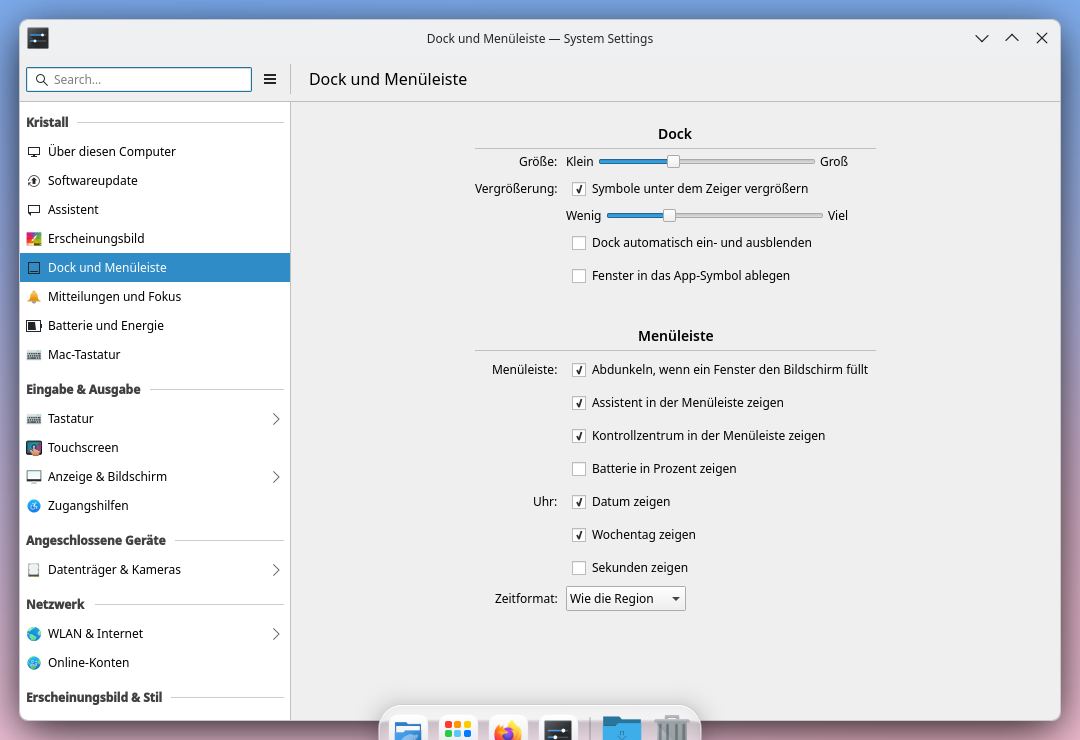 Dock und Menüleiste — System Settings
Search...
Dock und Menüleiste
Kristall
Über diesen Computer
Softwareupdate
Assistent
Erscheinungsbild
Dock und Menüleiste
Mitteilungen und Fokus
Batterie und Energie
Mac-Tastatur
Eingabe & Ausgabe
Tastatur
Touchscreen
Anzeige & Bildschirm
Zugangshilfen
Angeschlossene Geräte
Datenträger & Kameras
Netzwerk
WLAN & Internet
Online-Konten
Erscheinungsbild & Stil
Dock
Größe: Klein Groß
Vergrößerung: Symbole unter dem Zeiger vergrößern
Wenig Viel
Dock automatisch ein- und ausblenden
Fenster in das App-Symbol ablegen
Menüleiste
Menüleiste: Abdunkeln, wenn ein Fenster den Bildschirm füllt
Assistent in der Menüleiste zeigen
Kontrollzentrum in der Menüleiste zeigen
Batterie in Prozent zeigen
Uhr: Datum zeigen
Wochentag zeigen
Sekunden zeigen
Zeitformat: Wie die Region